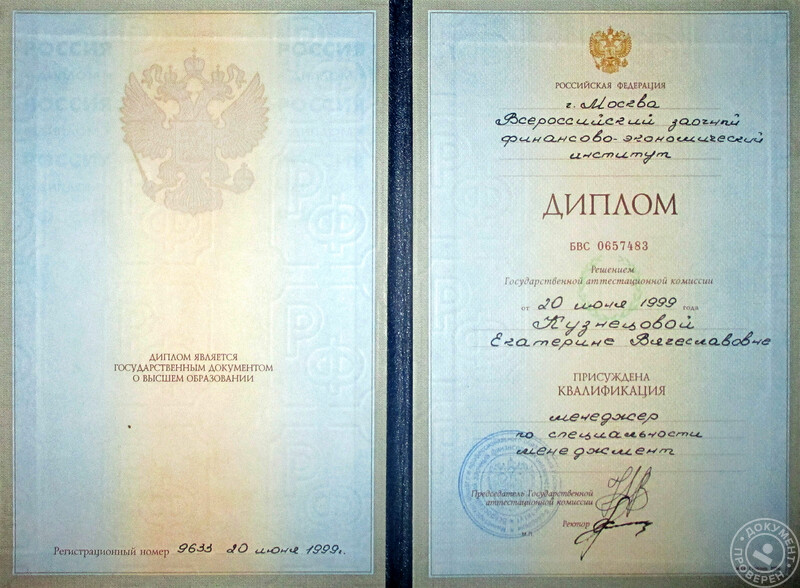 ДИПЛОМ ЯВЛЯЕТСЯ
ГОСУДАРСТВЕННЫМ ДОКУМЕНТОМ
О ВЫСШЕМ ОБРАЗОВАНИИ
Регистрационный номер 9633 20 июня 1999г.
РОССИЙСКАЯ ФЕДЕРАЦИЯ
г. Москва
Всероссийский заочный
финансово-экономический
институт
ДИПЛОМ
БВС 0657483
Решением
Государственной аттестационной комиссии
от 20 июня 1999 года
Кузнецовой
Екатерине Вячеславовне
ПРИСУЖДЕНА
КВАЛИФИКАЦИЯ
менеджер
по специальности
менеджмент
Председатель Государственной
аттестационной комиссии
Ректор
М.П.
ДОКУМЕНТ ПРОВЕРЕН